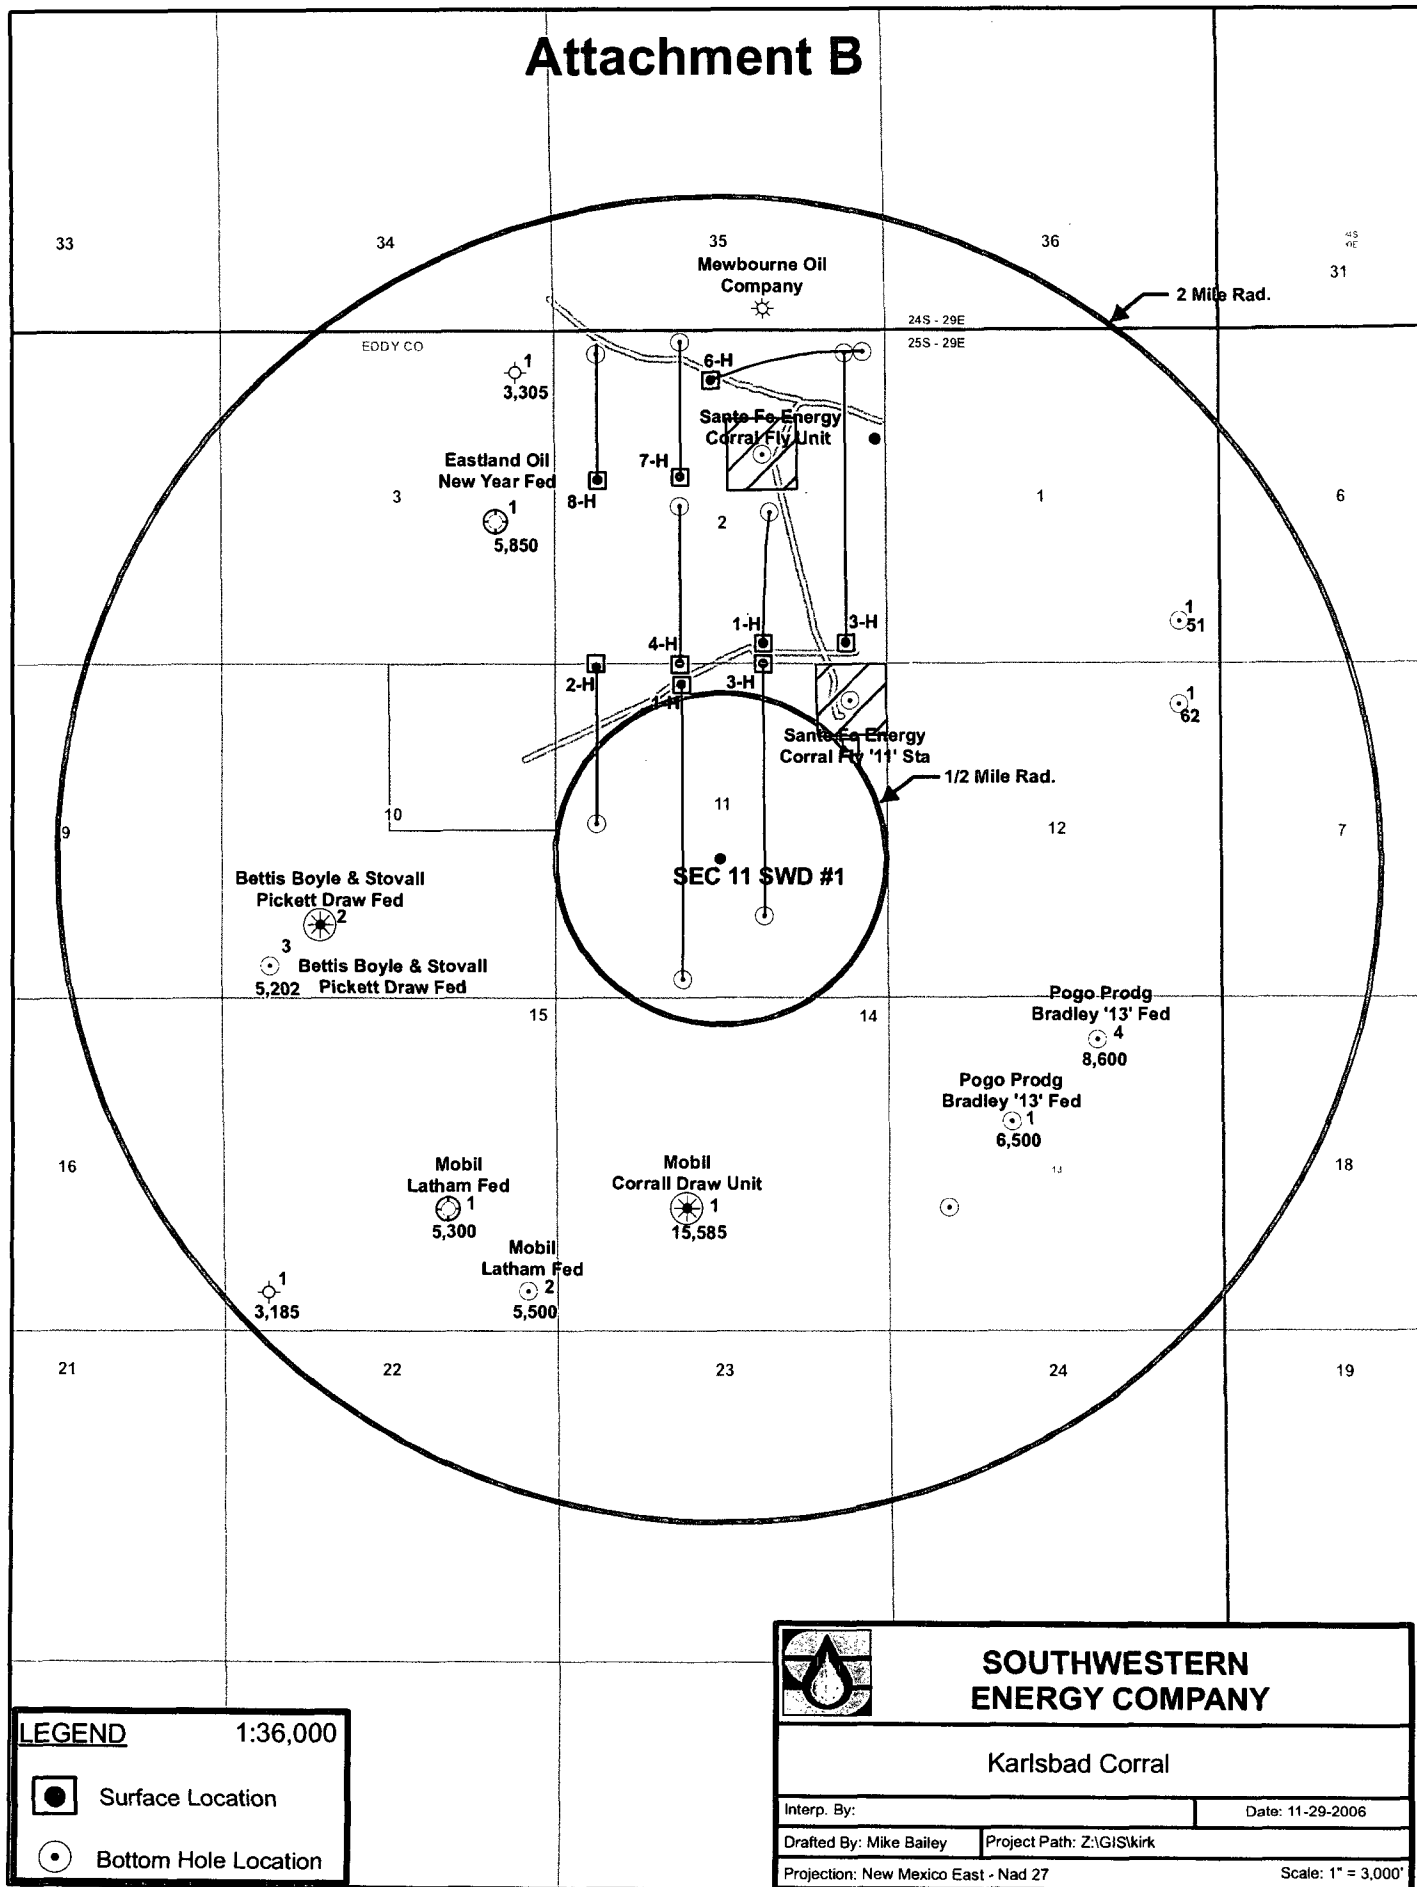 Attachment B
33
34
35
36
31
Mewbourne Oil
Company
2 Mile Rad.
24S - 29E
25S - 29E
EDDY CO
1
3,305
6-H
Sante Fe Energy
Corral Fly Unit
Eastland Oil
New Year Fed
1
5,850
7-H
8-H
3
2
1
6
1-H
3-H
4-H
2-H
1-H
3-H
1
51
1
62
Sante Fe Energy
Corral Fly '11' Sta
1/2 Mile Rad.
9
10
11
12
7
SEC 11 SWD #1
Bettis Boyle & Stovall
Pickett Draw Fed
2
3
5,202
Bettis Boyle & Stovall
Pickett Draw Fed
15
14
Pogo Prodg
Bradley '13' Fed
4
8,600
Pogo Prodg
Bradley '13' Fed
1
6,500
16
13
18
Mobil
Latham Fed
1
5,300
Mobil
Corrall Draw Unit
1
15,585
Mobil
Latham Fed
2
5,500
1
3,185
21
22
23
24
19
LEGEND 1:36,000
Surface Location
Bottom Hole Location
SOUTHWESTERN
ENERGY COMPANY
Karlsbad Corral
Interp. By:
Date: 11-29-2006
Drafted By: Mike Bailey
Project Path: Z:\GIS\kirk
Projection: New Mexico East - Nad 27
Scale: 1" = 3,000'